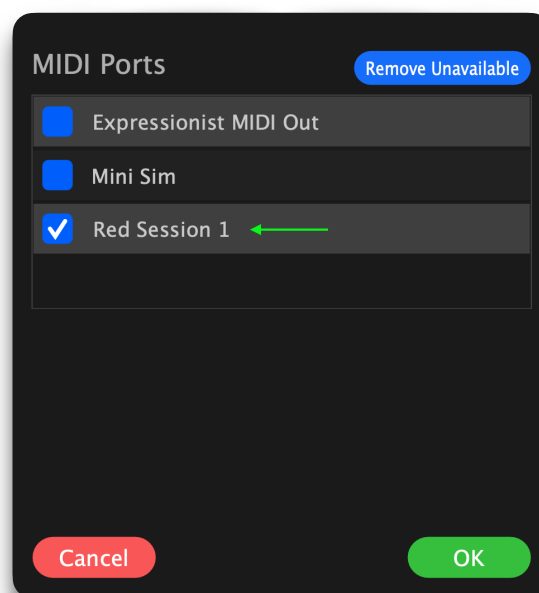 MIDI Ports
Remove Unavailable
Expressionist MIDI Out
Mini Sim
Red Session 1
Cancel
OK